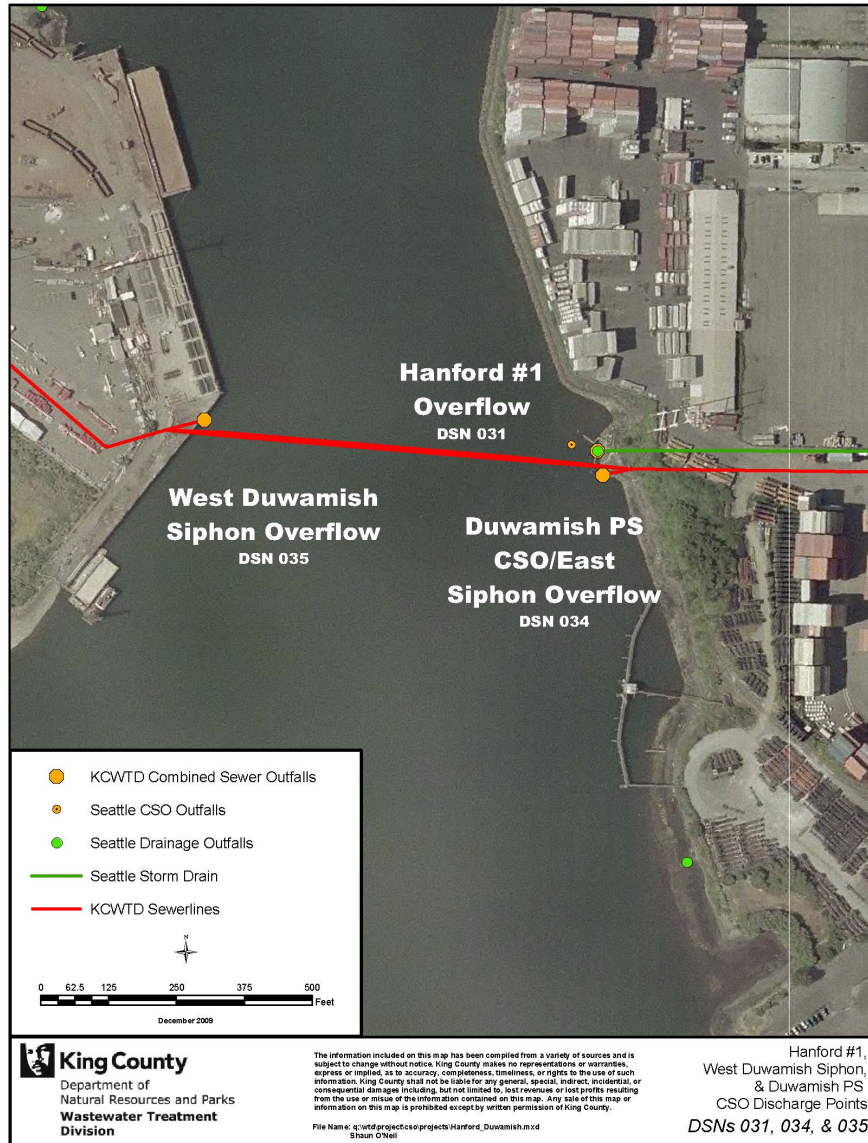 Hanford #1
Overflow
DSN 031
West Duwamish
Siphon Overflow
DSN 035
Duwamish PS
CSO/East
Siphon Overflow
DSN 034
KCWTD Combined Sewer Outfalls
Seattle CSO Outfalls
Seattle Drainage Outfalls
Seattle Storm Drain
KCWTD Sewerlines
N
0 62.5 125 250 375 500
Feet
December 2009
King County
Department of
Natural Resources and Parks
Wastewater Treatment
Division
The information included on this map has been compiled from a variety of sources and is
subject to change without notice. King County makes no representations or warranties,
express or implied, as to accuracy, completeness, timeliness, or rights to the use of such
information. King County shall not be liable for any general, special, indirect, incidental, or
consequential damages including, but not limited to, lost revenues or lost profits resulting
from the use or misuse of the information contained on this map. Any sale of this map or
information on this map is prohibited except by written permission of King County.
File Name: q:\wtd\project\cso\projects\Hanford_Duwamish.mxd
Shaun O'Neil
Hanford #1,
West Duwamish Siphon,
& Duwamish PS
CSO Discharge Points
DSNs 031, 034, & 035